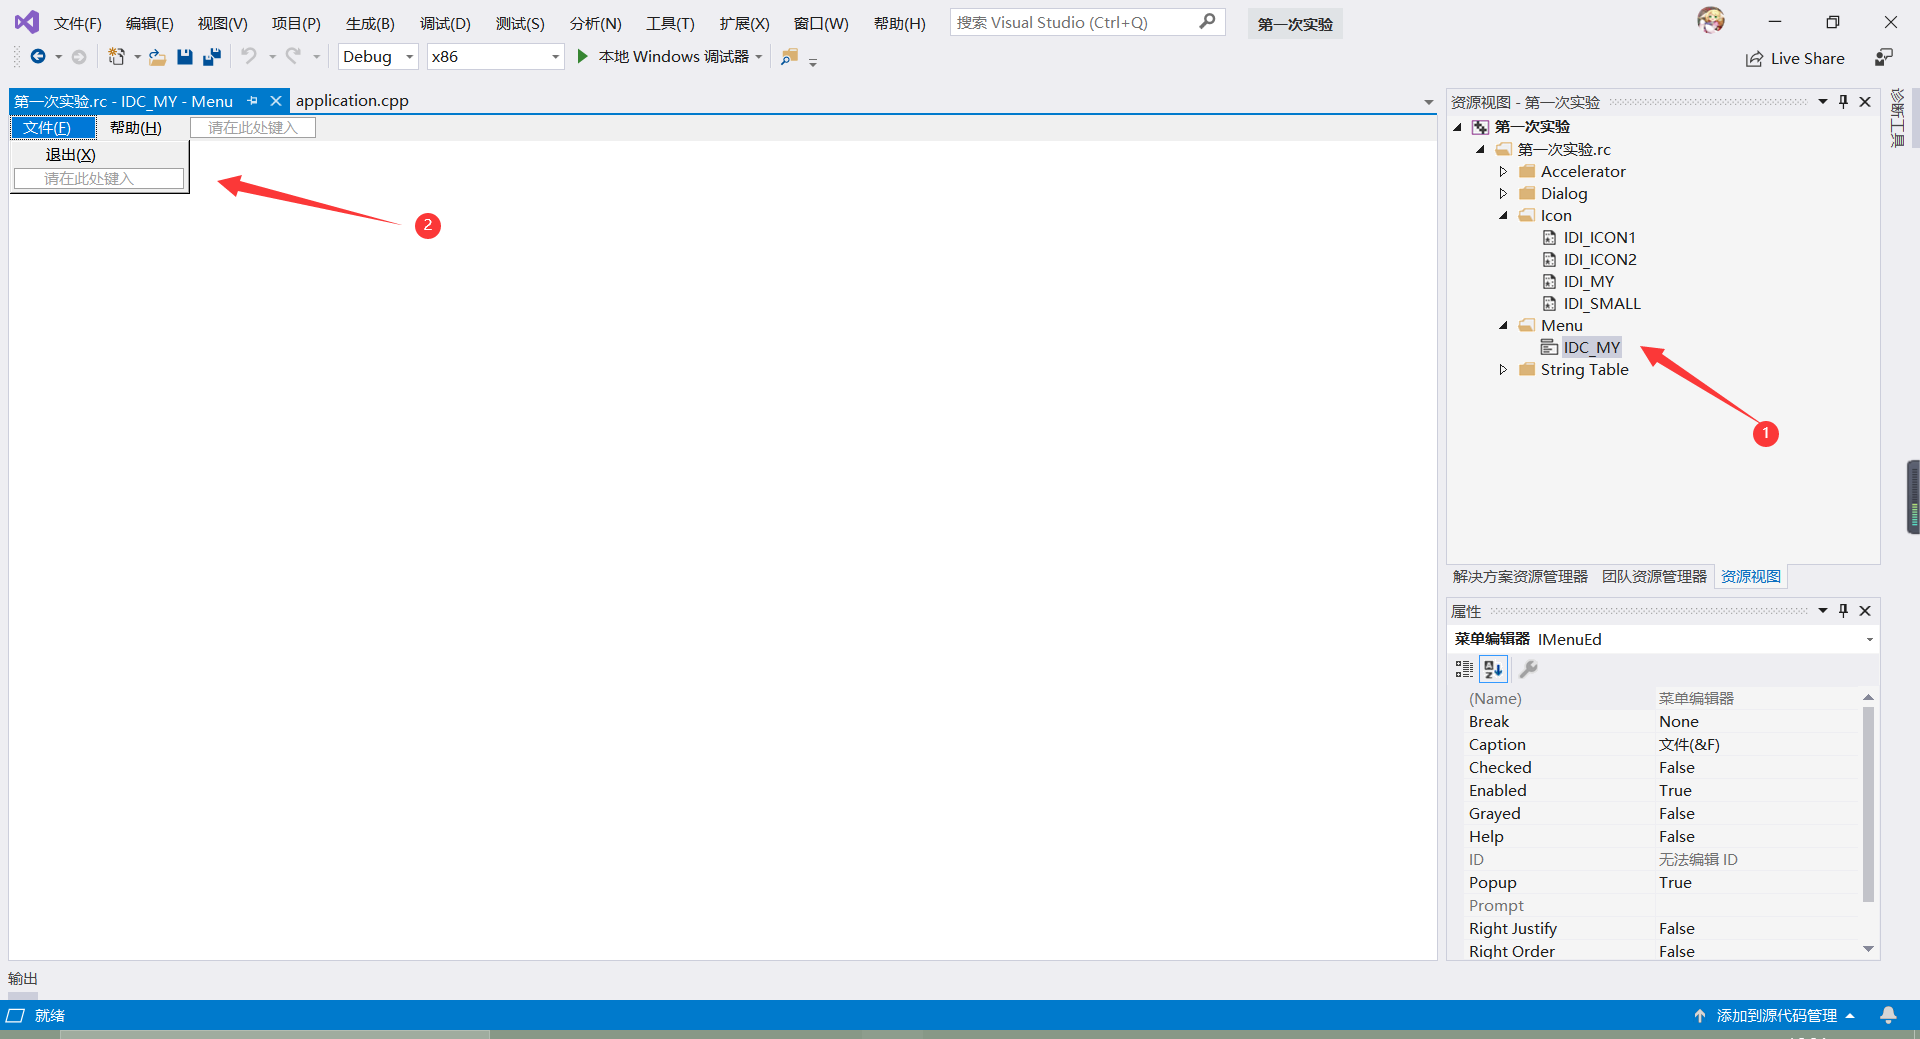 文件(F) 编辑(E) 视图(V) 项目(P) 生成(B) 调试(D) 测试(S) 分析(N) 工具(T) 扩展(X) 窗口(W) 帮助(H) 搜索 Visual Studio (Ctrl+Q) 第一次实验
Debug x86 本地 Windows 调试器 Live Share
第一次实验.rc - IDC_MY - Menu application.cpp
文件(F) 帮助(H) 请在此处键入
退出(X)
请在此处键入
2
资源视图 - 第一次实验
第一次实验
第一次实验.rc
Accelerator
Dialog
Icon
IDI_ICON1
IDI_ICON2
IDI_MY
IDI_SMALL
Menu
IDC_MY
String Table
1
诊断工具
解决方案资源管理器 团队资源管理器 资源视图
属性
菜单编辑器 IMenuEd
(Name) 菜单编辑器
Break None
Caption 文件(&F)
Checked False
Enabled True
Grayed False
Help False
ID 无法编辑 ID
Popup True
Prompt
Right Justify False
Right Order False
输出
就绪 添加到源代码管理